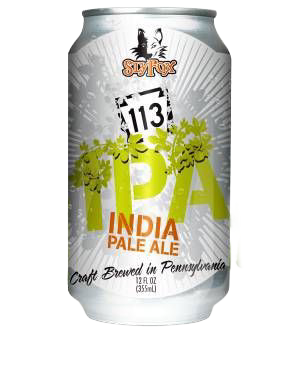 SLYFOX
113
IPA
INDIA
PALE ALE
Craft Brewed in Pennsylvania
12 FL OZ
(355mL)